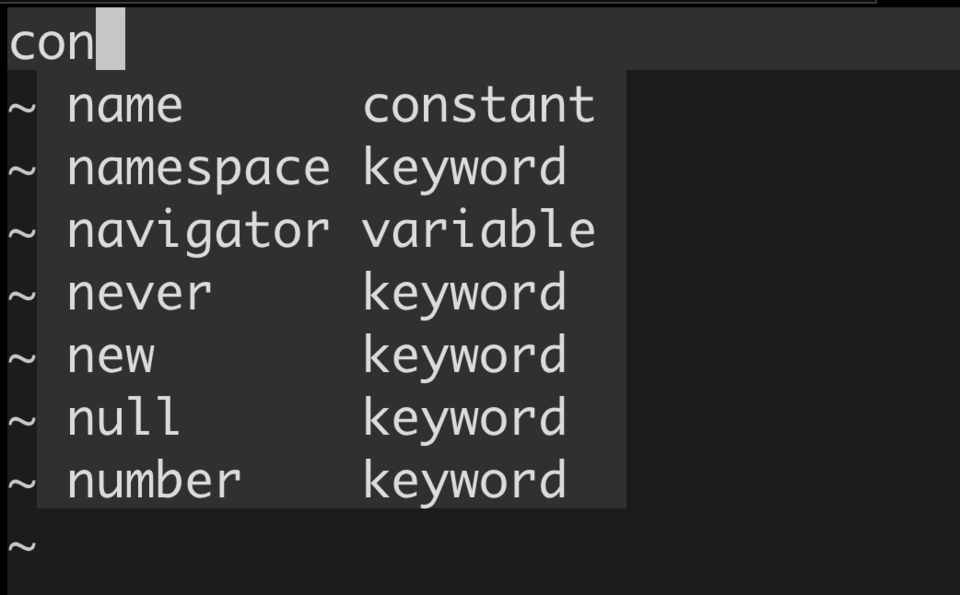 con
~ name constant
~ namespace keyword
~ navigator variable
~ never keyword
~ new keyword
~ null keyword
~ number keyword
~